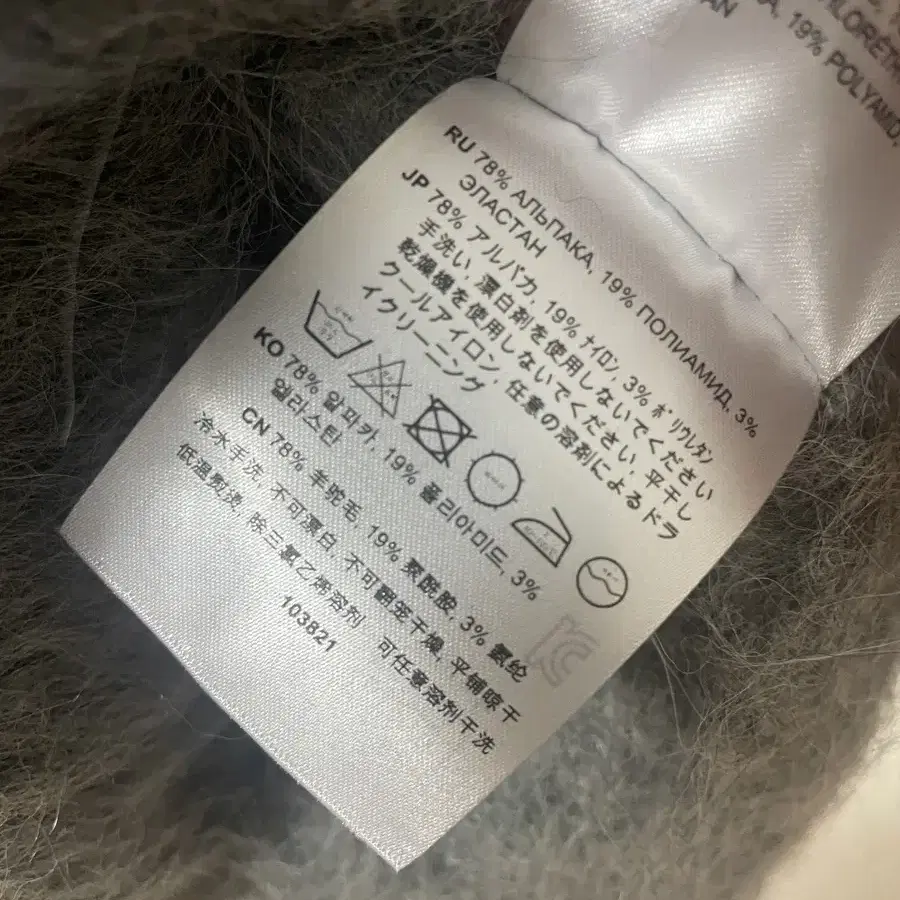 HLORÉTH
A, 19% POLYAMID,
AN
RU 78% АЛЬПАКА, 19% ПОЛИАМИД, 3%
ЭЛАСТАН
JP 78% アルパカ, 19% ナイロン, 3% ポリウレタン
手洗い, 漂白剤を使用しないでください
乾燥機を使用しないでください, 平干し
クールアイロン, 任意の溶剤によるドラ
イクリーニング
KO 78% 알파카, 19% 폴리아미드, 3%
엘라스틴
CN 78% 羊驼毛, 19% 聚酰胺, 3% 氨纶
冷水手洗, 不可漂白, 不可翻笼干燥, 平铺晾干
低温熨烫, 除三氯乙烯溶剂 可任意溶剂干洗
103821